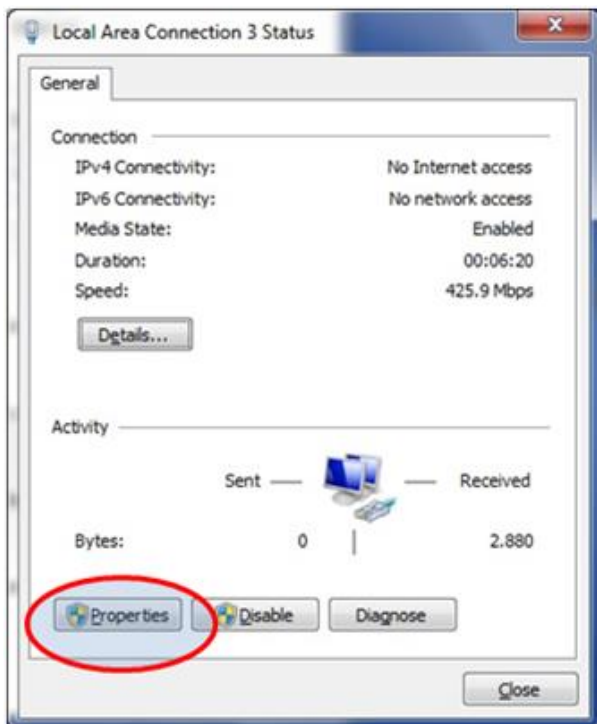 Local Area Connection 3 Status
General
Connection
IPv4 Connectivity: No Internet access
IPv6 Connectivity: No network access
Media State: Enabled
Duration: 00:06:20
Speed: 425.9 Mbps
Details...
Activity
Sent Received
Bytes: 0 2.880
Properties Disable Diagnose
Close